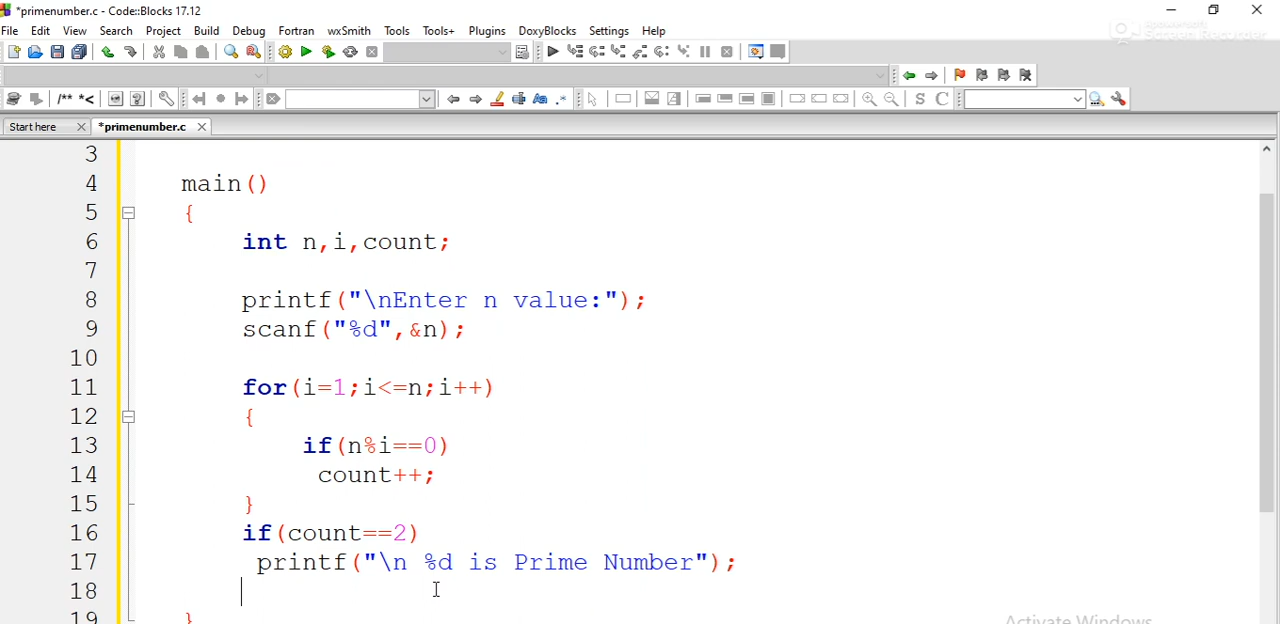 *primenumber.c - Code::Blocks 17.12
File Edit View Search Project Build Debug Fortran wxSmith Tools Tools+ Plugins DoxyBlocks Settings Help
Screen Recorder
/** *<
S C
Start here *primenumber.c
3
4 main()
5 {
6 int n,i,count;
7
8 printf("\nEnter n value:");
9 scanf("%d",&n);
10
11 for(i=1;i<=n;i++)
12 {
13 if(n%i==0)
14 count++;
15 }
16 if(count==2)
17 printf("\n %d is Prime Number");
18
19 }
Activate Windows